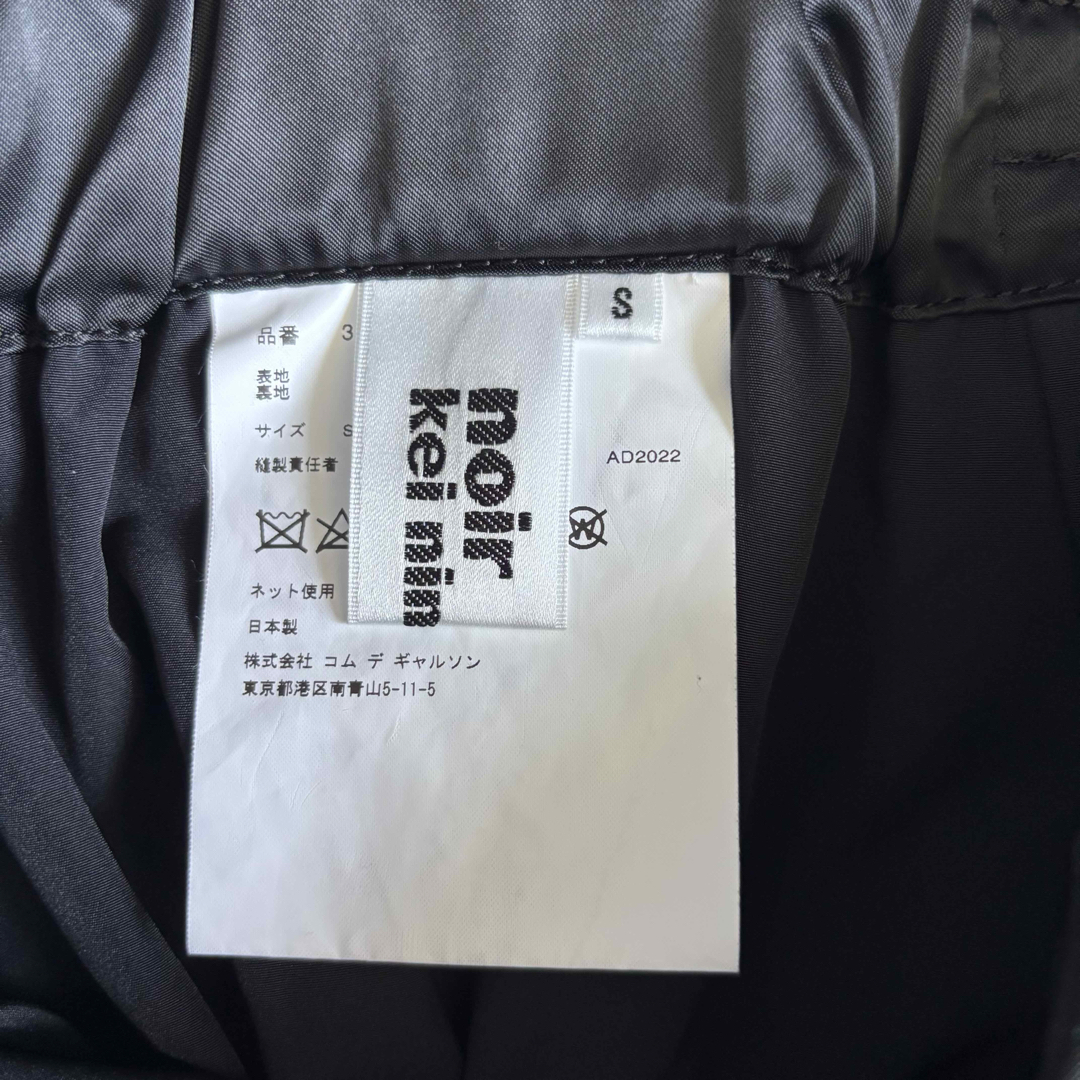 品番 3
表地
裏地
サイズ S
縫製責任者
AD2022
ネット使用
日本製
株式会社 コム デ ギャルソン
東京都港区南青山5-11-5
noir
kei nin
S